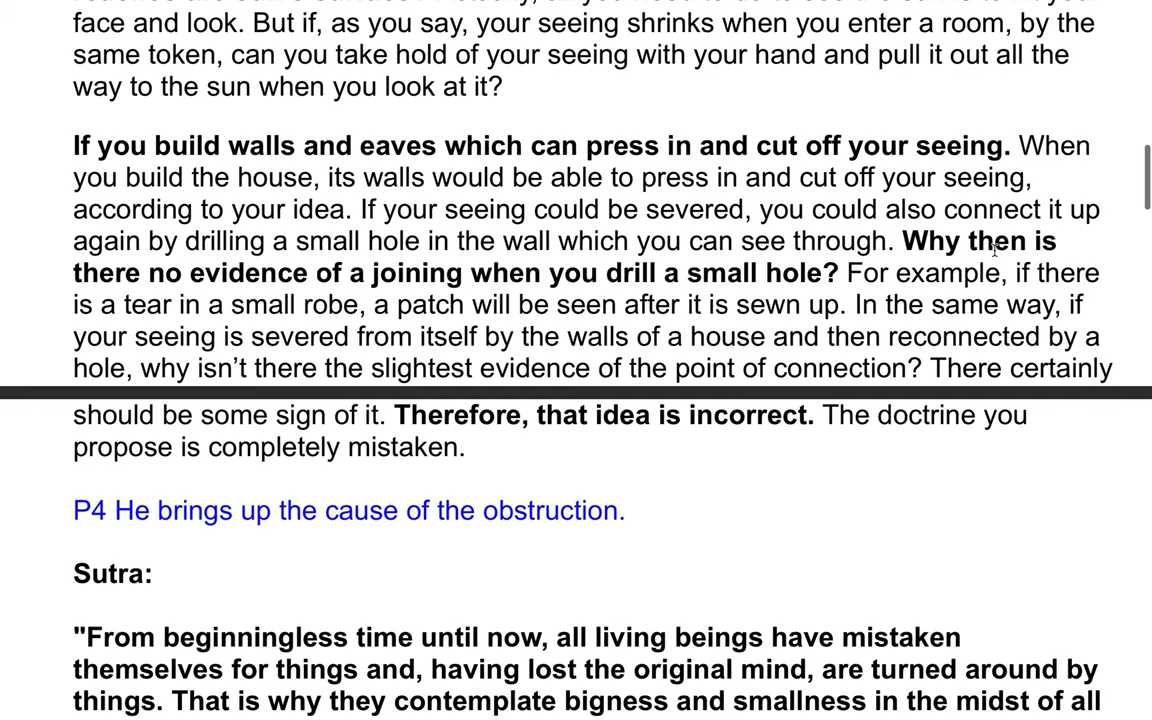 face and look. But if, as you say, your seeing shrinks when you enter a room, by the
same token, can you take hold of your seeing with your hand and pull it out all the
way to the sun when you look at it?
If you build walls and eaves which can press in and cut off your seeing. When
you build the house, its walls would be able to press in and cut off your seeing,
according to your idea. If your seeing could be severed, you could also connect it up
again by drilling a small hole in the wall which you can see through. Why then is
there no evidence of a joining when you drill a small hole? For example, if there
is a tear in a small robe, a patch will be seen after it is sewn up. In the same way, if
your seeing is severed from itself by the walls of a house and then reconnected by a
hole, why isn’t there the slightest evidence of the point of connection? There certainly
should be some sign of it. Therefore, that idea is incorrect. The doctrine you
propose is completely mistaken.
P4 He brings up the cause of the obstruction.
Sutra:
"From beginningless time until now, all living beings have mistaken
themselves for things and, having lost the original mind, are turned around by
things. That is why they contemplate bigness and smallness in the midst of all